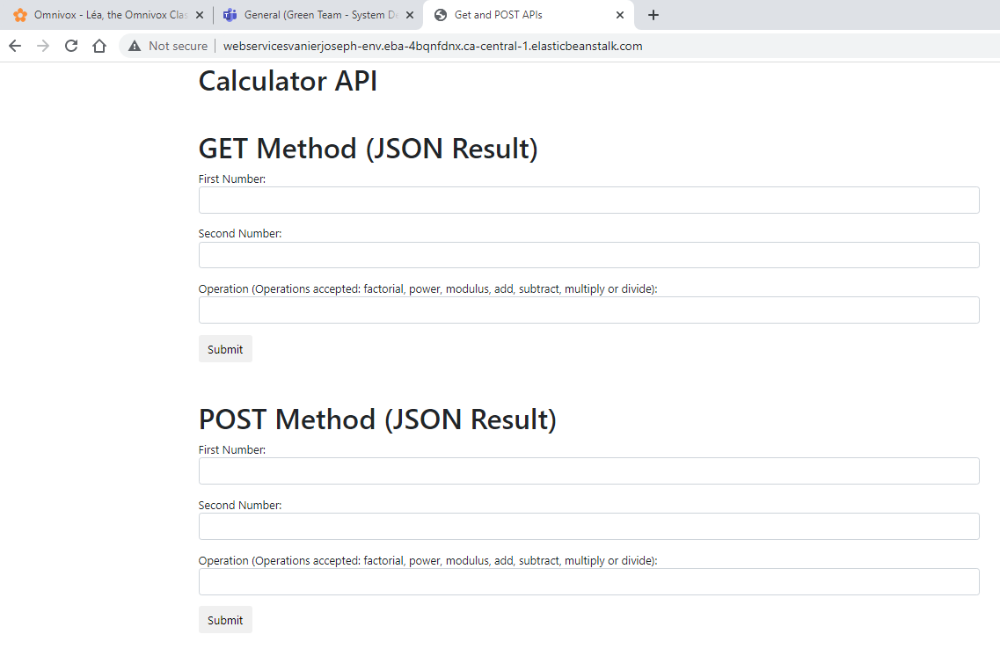 Omnivox - Léa, the Omnivox Clas
General (Green Team - System De
Get and POST APIs
Not secure
webservicesvanierjoseph-env.eba-4bqnfdnx.ca-central-1.elasticbeanstalk.com
Calculator API
GET Method (JSON Result)
First Number:
Second Number:
Operation (Operations accepted: factorial, power, modulus, add, subtract, multiply or divide):
Submit
POST Method (JSON Result)
First Number:
Second Number:
Operation (Operations accepted: factorial, power, modulus, add, subtract, multiply or divide):
Submit